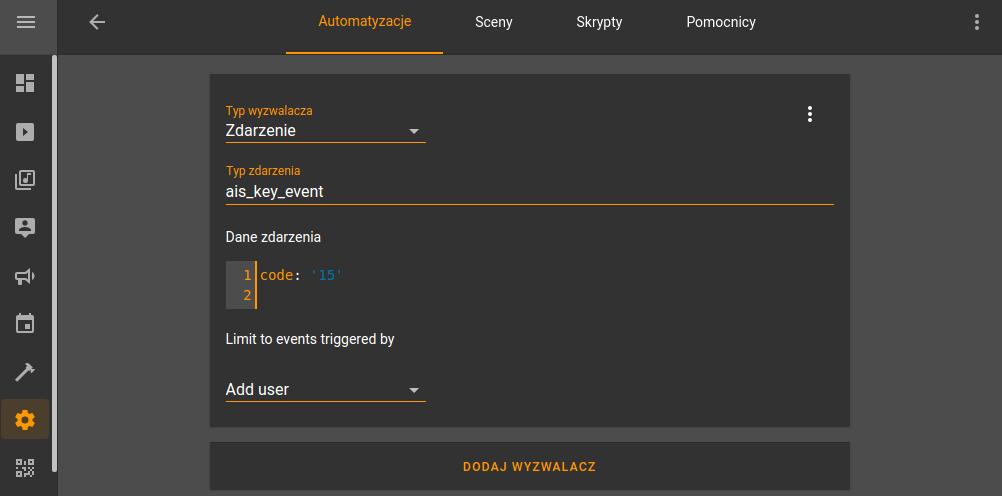 Automatyzacje Sceny Skrypty Pomocnicy
Typ wyzwalacza
Zdarzenie
Typ zdarzenia
ais_key_event
Dane zdarzenia
1 code: '15'
2
Limit to events triggered by
Add user
DODAJ WYZWALACZ